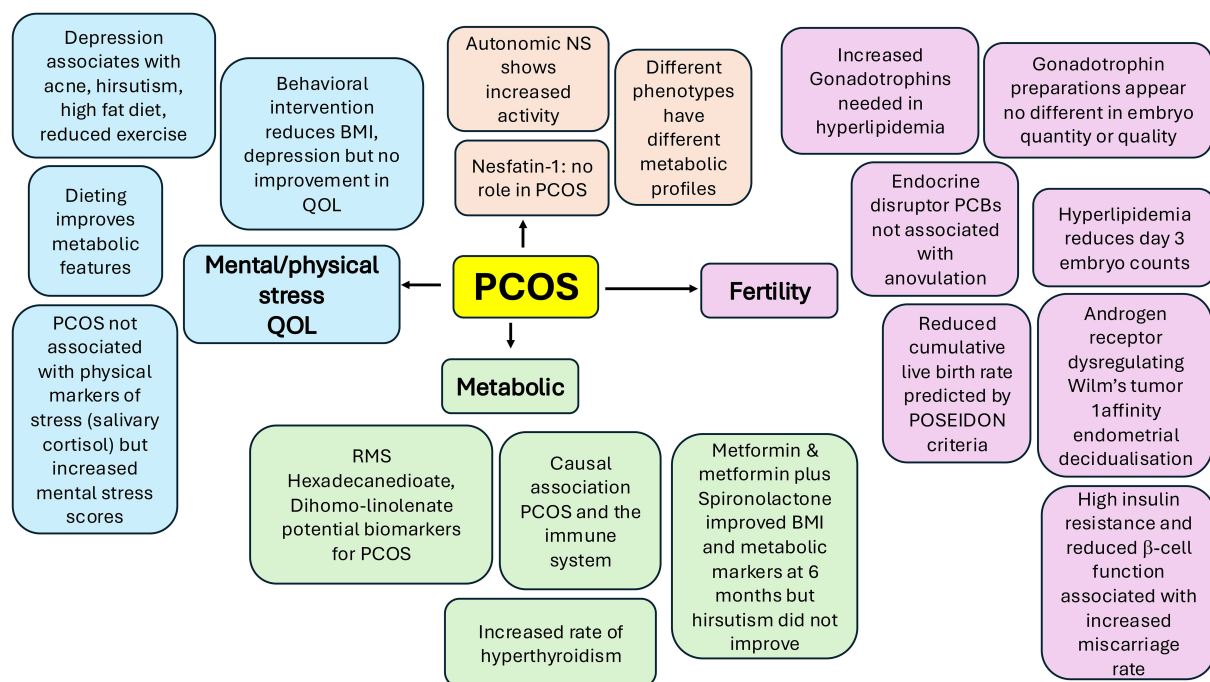 Depression
associates with
acne, hirsutism,
high fat diet,
reduced exercise
Behavioral
intervention
reduces BMI,
depression but no
improvement in
QOL
Dieting
improves
metabolic
features
Mental/physical
stress
QOL
PCOS not
associated
with physical
markers of
stress (salivary
cortisol) but
increased
mental stress
scores
Autonomic NS
shows
increased
activity
Different
phenotypes
have
different
metabolic
profiles
Nesfatin-1: no
role in PCOS
PCOS
Metabolic
RMS
Hexadecanedioate,
Dihomo-linolenate
potential biomarkers
for PCOS
Causal
association
PCOS and the
immune
system
Metformin &
metformin plus
Spironolactone
improved BMI
and metabolic
markers at 6
months but
hirsutism did not
improve
Increased rate of
hyperthyroidism
Fertility
Increased
Gonadotrophins
needed in
hyperlipidemia
Gonadotrophin
preparations appear
no different in embryo
quantity or quality
Endocrine
disruptor PCBs
not associated
with
anovulation
Hyperlipidemia
reduces day 3
embryo counts
Reduced
cumulative
live birth rate
predicted by
POSEIDON
criteria
Androgen
receptor
dysregulating
Wilm's tumor
1affinity
endometrial
decidualisation
High insulin
resistance and
reduced β-cell
function
associated with
increased
miscarriage
rate